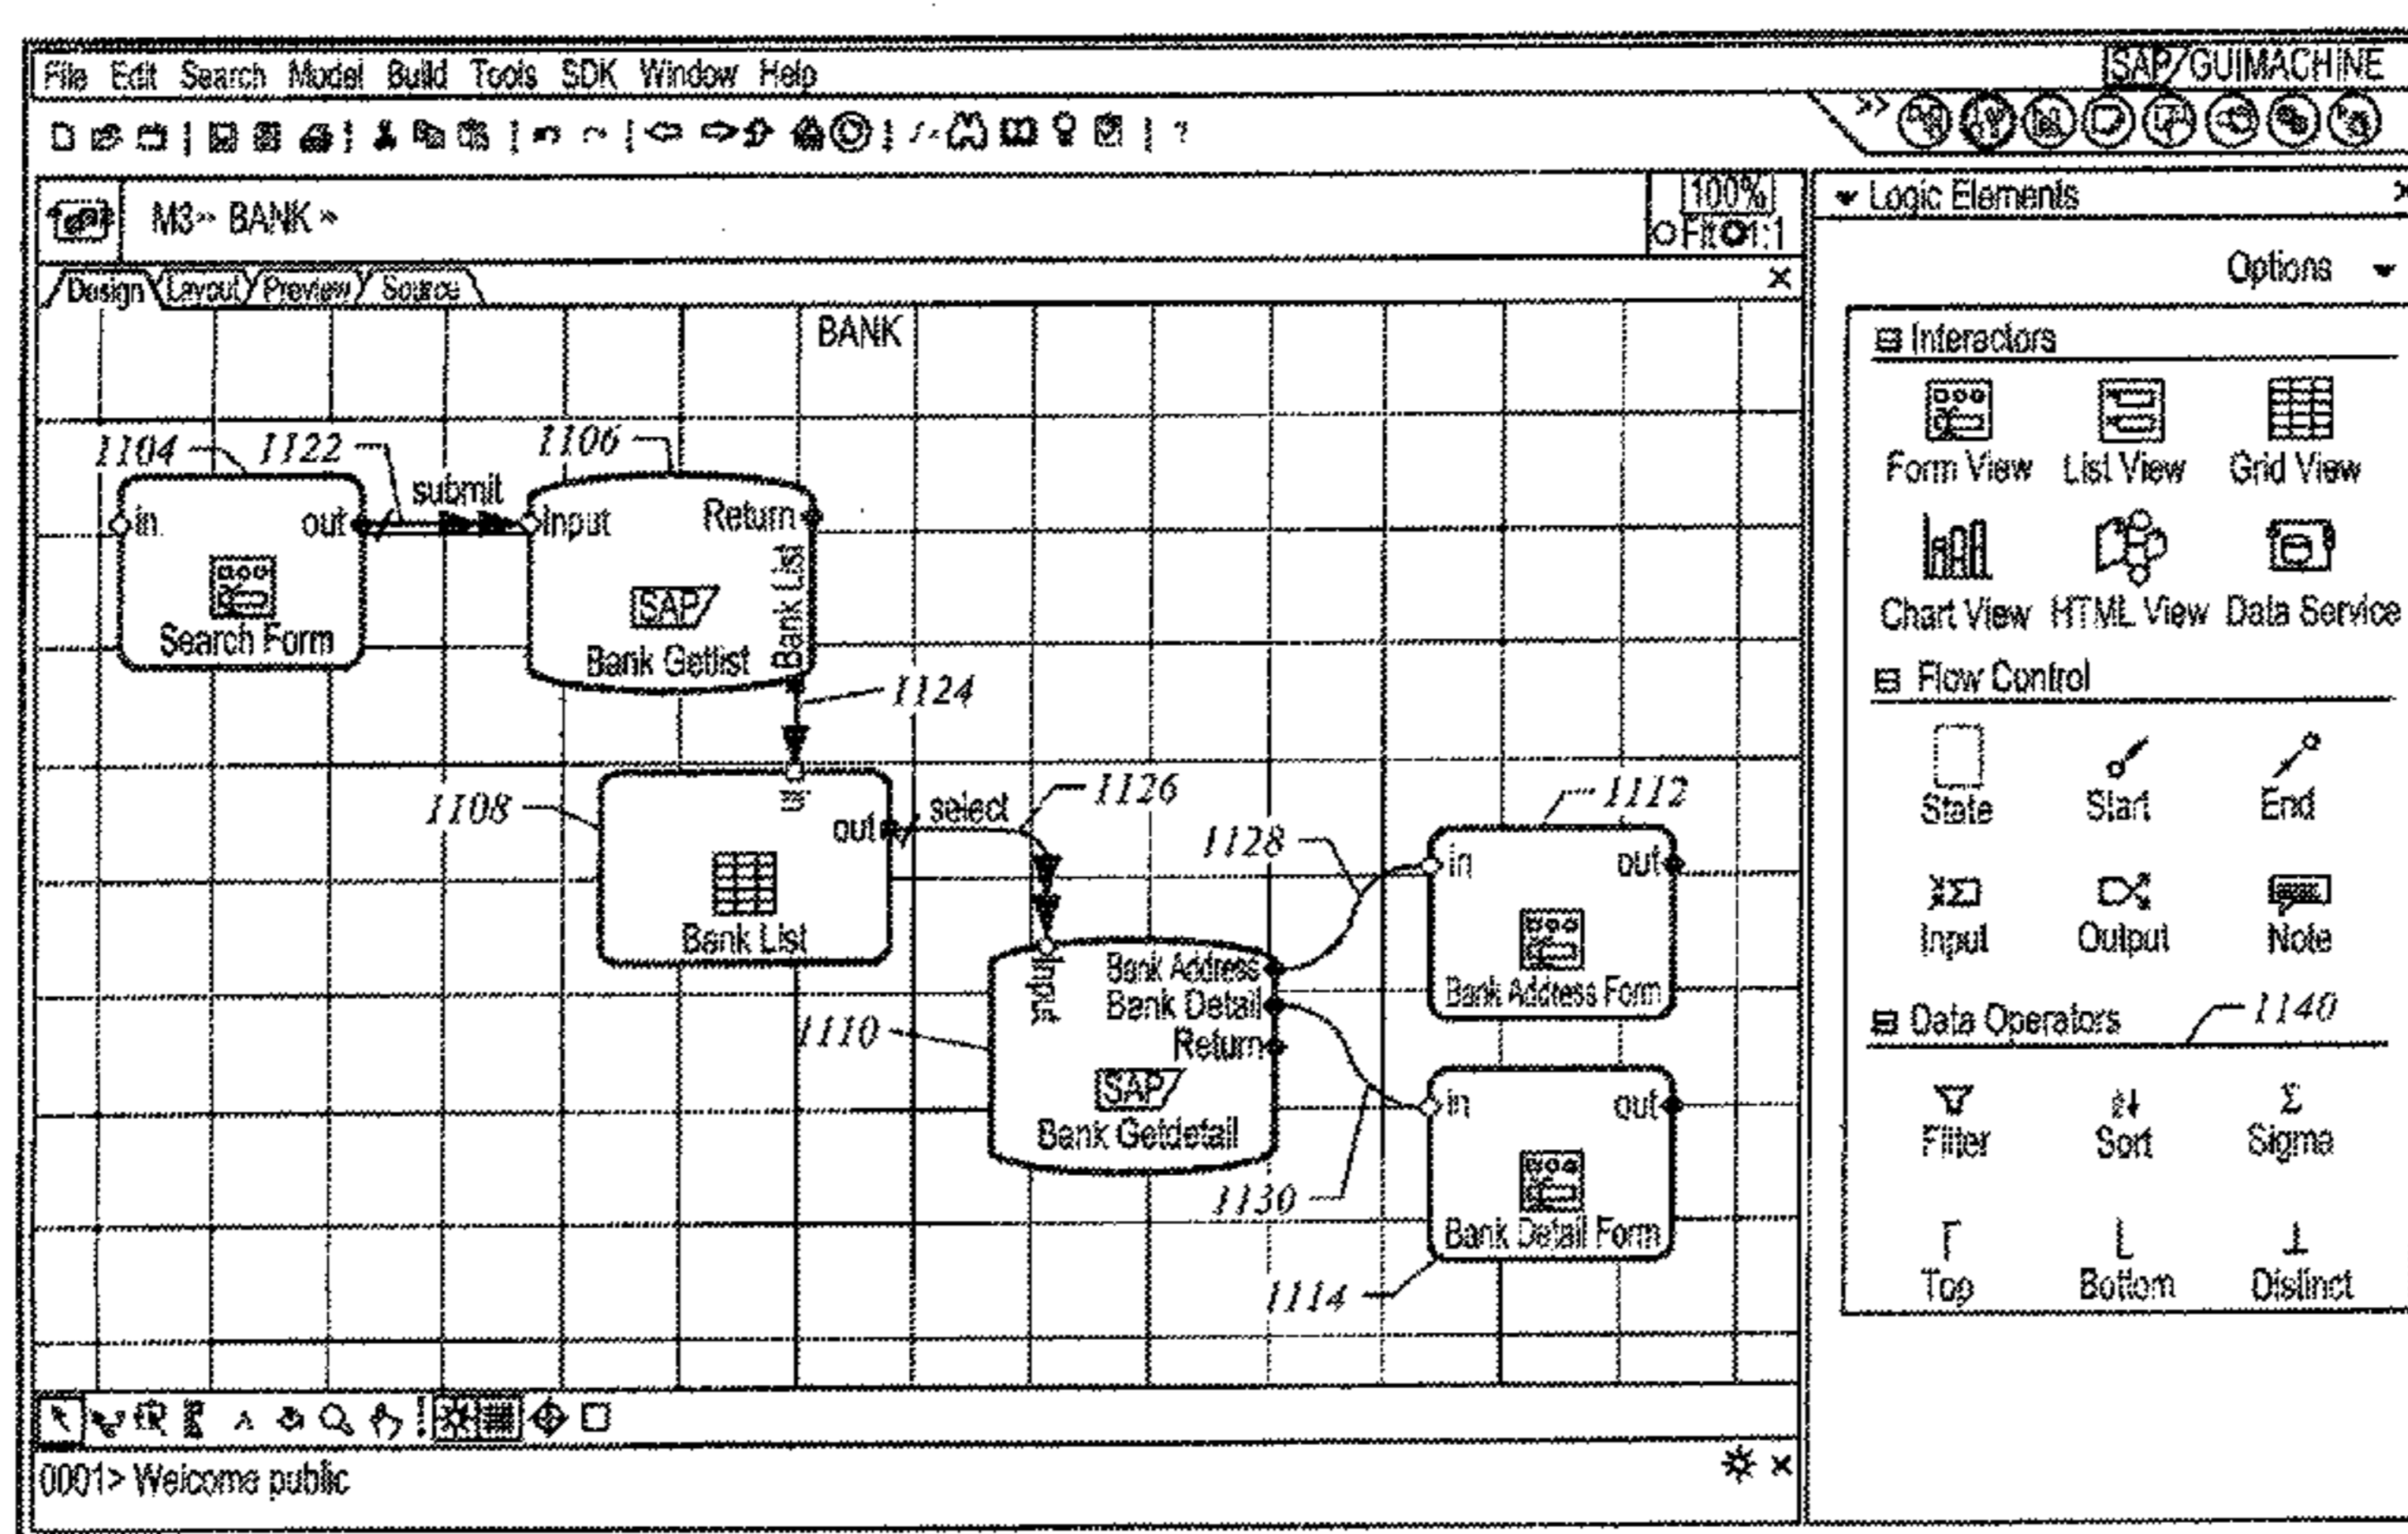 File Edit Search Model Build Tools SDK Window Help
SAP GUIMACHINE
M3 BANK
100%
Fit 1:1
Design Layout Preview Source
BANK
1104 1122 1106
submit
in out Input Return
Bank List
SAP
Search Form
Bank Getlist
1124
1108
in
out
select
1126
Bank List
1128
1112
in out
Bank Address Form
Input
Bank Address
Bank Detail
Return
1110
SAP
Bank Getdetail
1130
in out
Bank Detail Form
1114
0001> Welcome public
Logic Elements
Options
Interactors
Form View List View Grid View
Chart View HTML View Data Service
Flow Control
State Start End
Input Output Note
Data Operators 1140
Filter Sort Sigma
Top Bottom Distinct